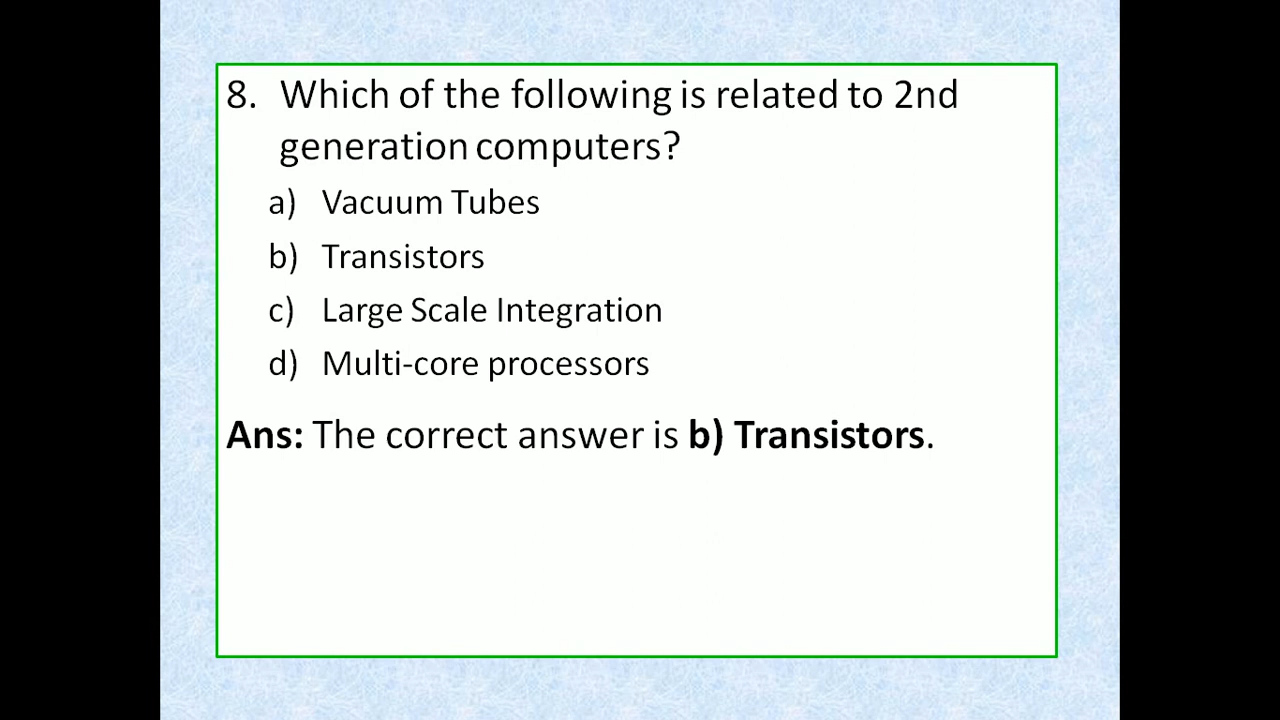 8. Which of the following is related to 2nd
generation computers?
a) Vacuum Tubes
b) Transistors
c) Large Scale Integration
d) Multi-core processors
Ans: The correct answer is b) Transistors.